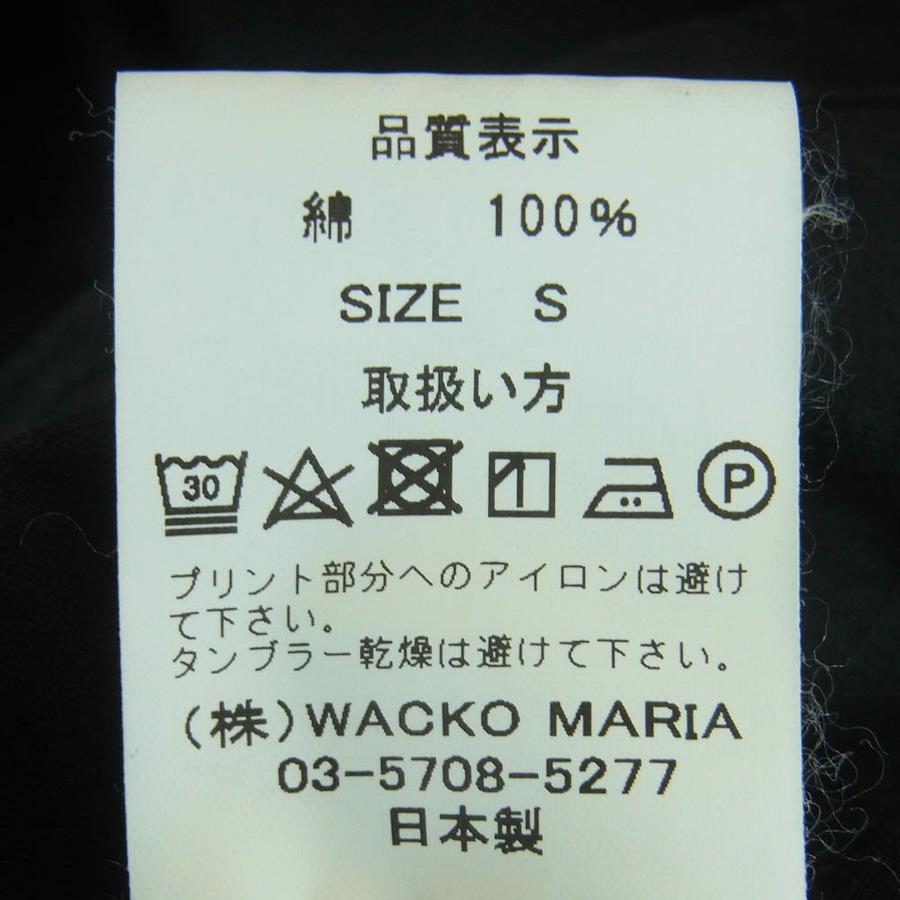 品質表示
綿 100%
SIZE S
取扱い方
30 P
プリント部分へのアイロンは避け
て下さい。
タンブラー乾燥は避けて下さい。
(株)WACKO MARIA
03-5708-5277
日本製